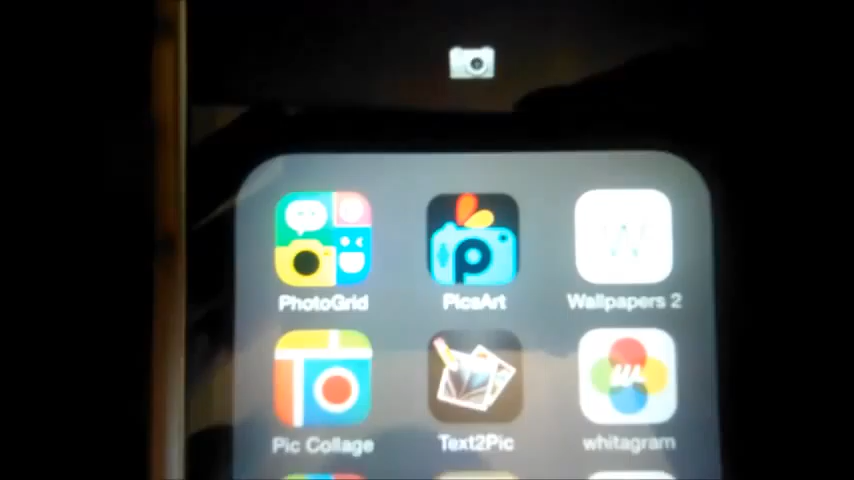 PhotoGrid
PicsArt
Wallpapers 2
Pic Collage
Text2Pic
whitagram